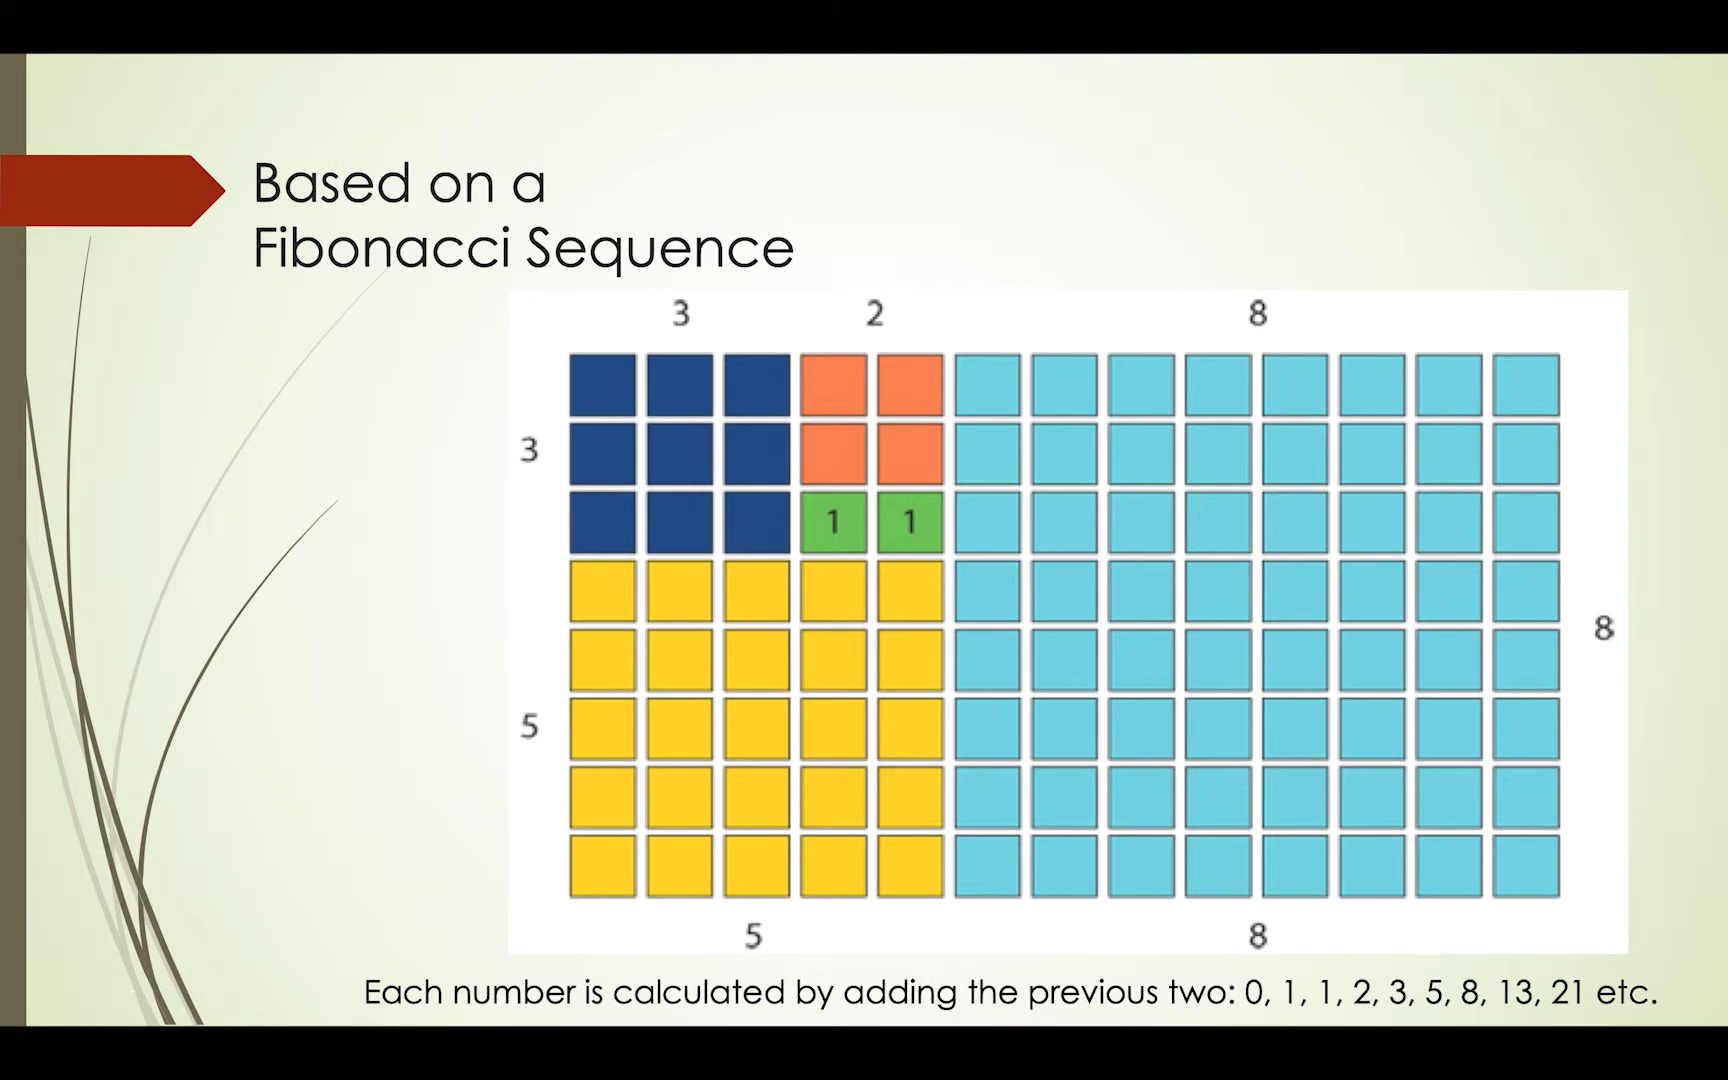 Based on a
Fibonacci Sequence
3 2 8
3
1 1
8
5
5 8
Each number is calculated by adding the previous two: 0, 1, 1, 2, 3, 5, 8, 13, 21 etc.